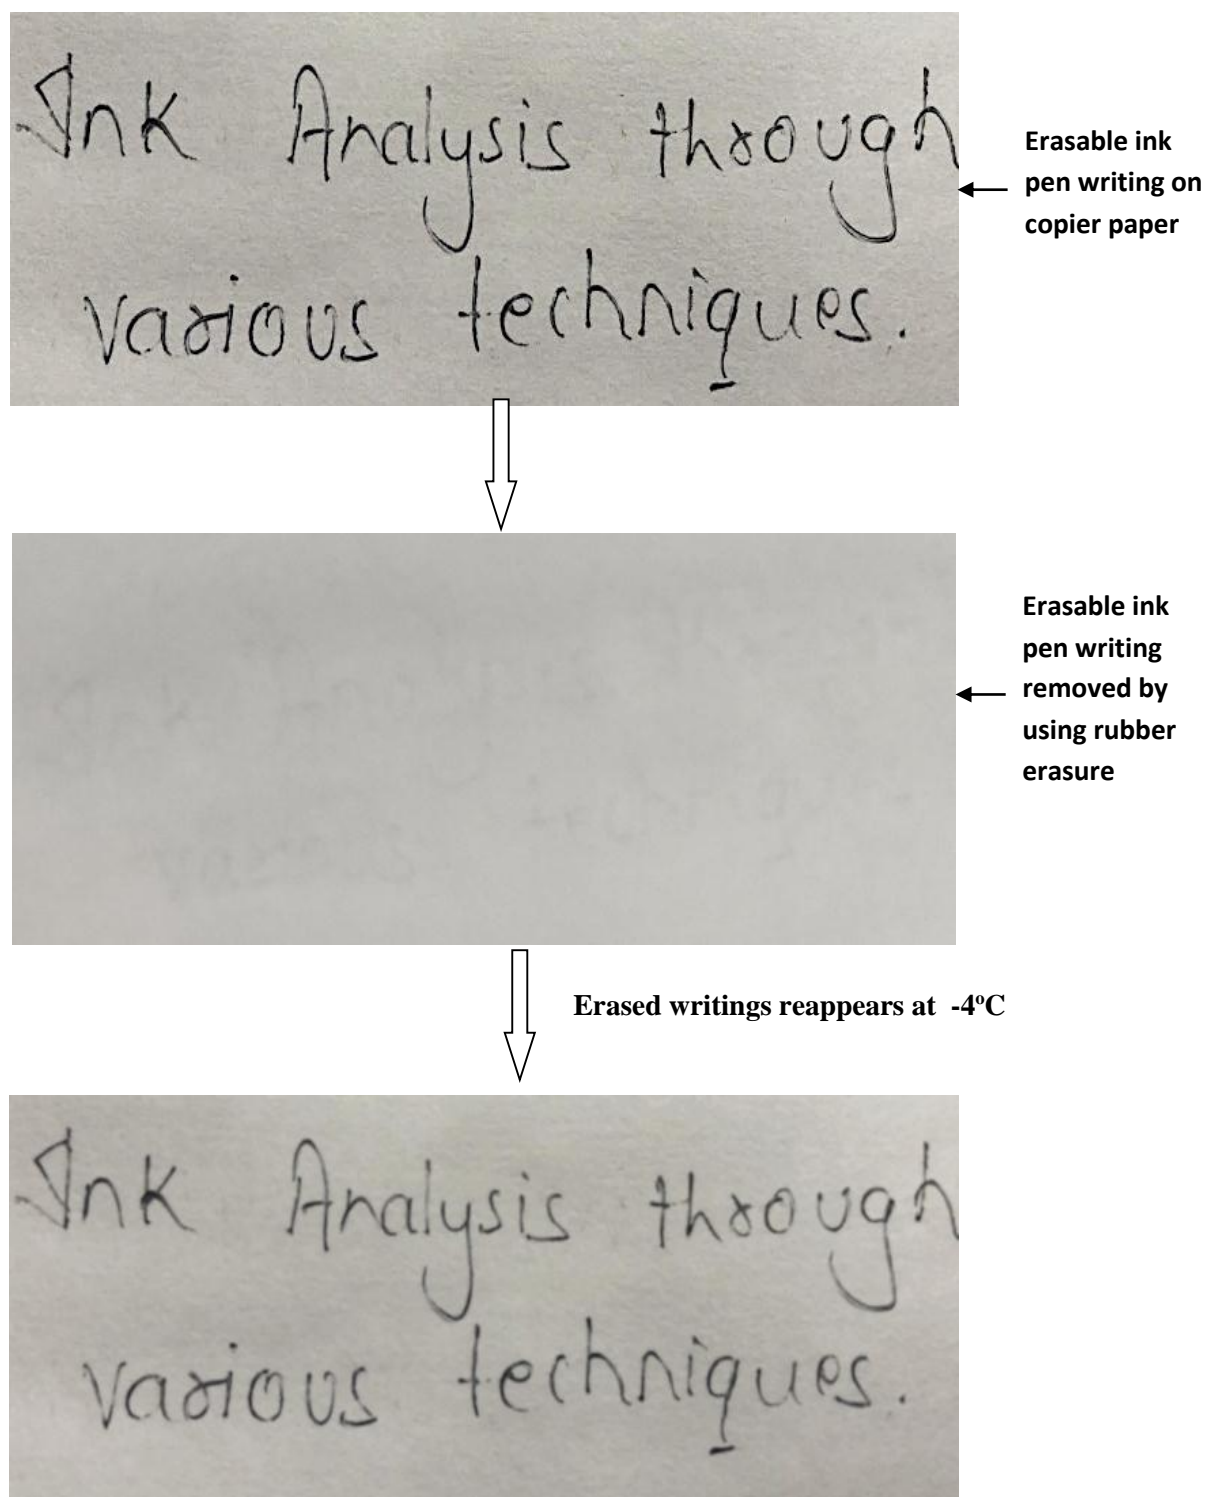 Ink Analysis through
various techniques.
Erasable ink
pen writing on
copier paper
Erasable ink
pen writing
removed by
using rubber
erasure
Erased writings reappears at -4ºC
Ink Analysis through
various techniques.